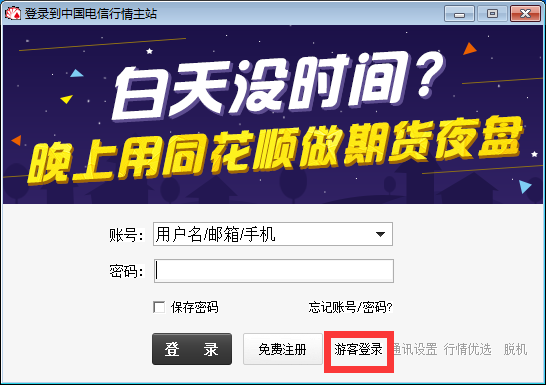 登录到中国电信行情主站
白天没时间？
晚上用同花顺做期货夜盘
账号： 用户名/邮箱/手机
密码：
保存密码 忘记账号/密码?
登 录 免费注册 游客登录 通讯设置 行情优选 脱机